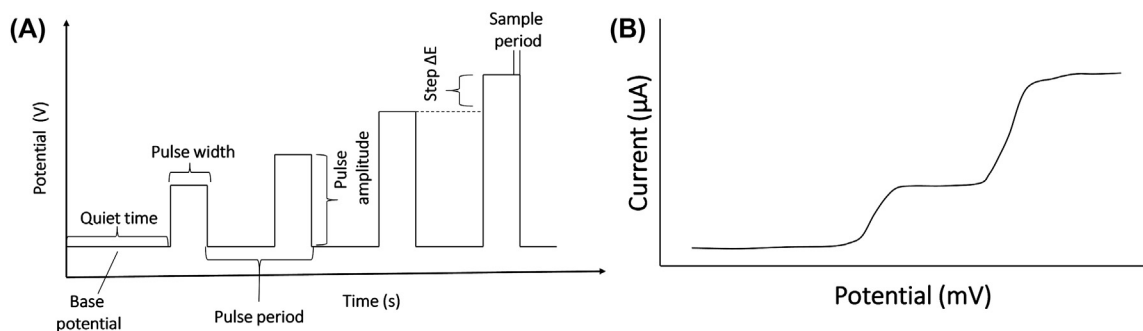 (A)
Potential (V)
Quiet time
Base
potential
Pulse width
Pulse period
Pulse
amplitude
Step ΔE
Sample
period
Time (s)
(B)
Current (µA)
Potential (mV)